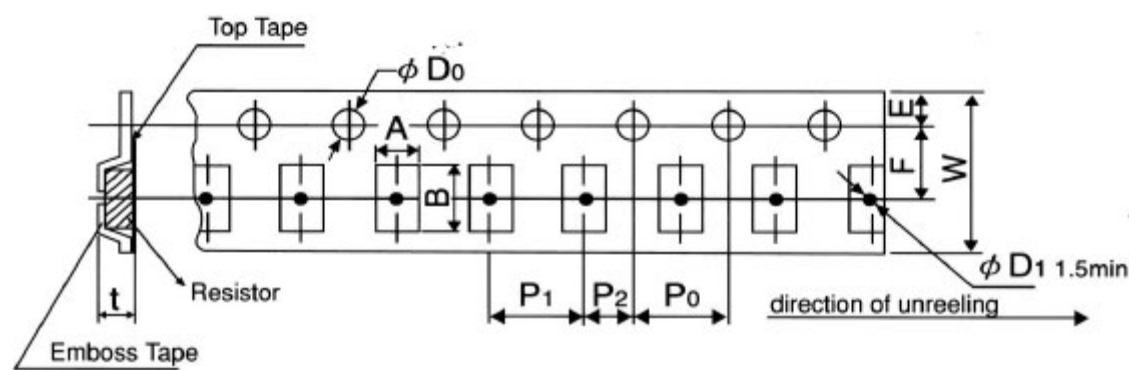 Top Tape
φ D0
A
B
E
F
W
t
Resistor
Emboss Tape
P1
P2
P0
φ D1 1.5min
direction of unreeling